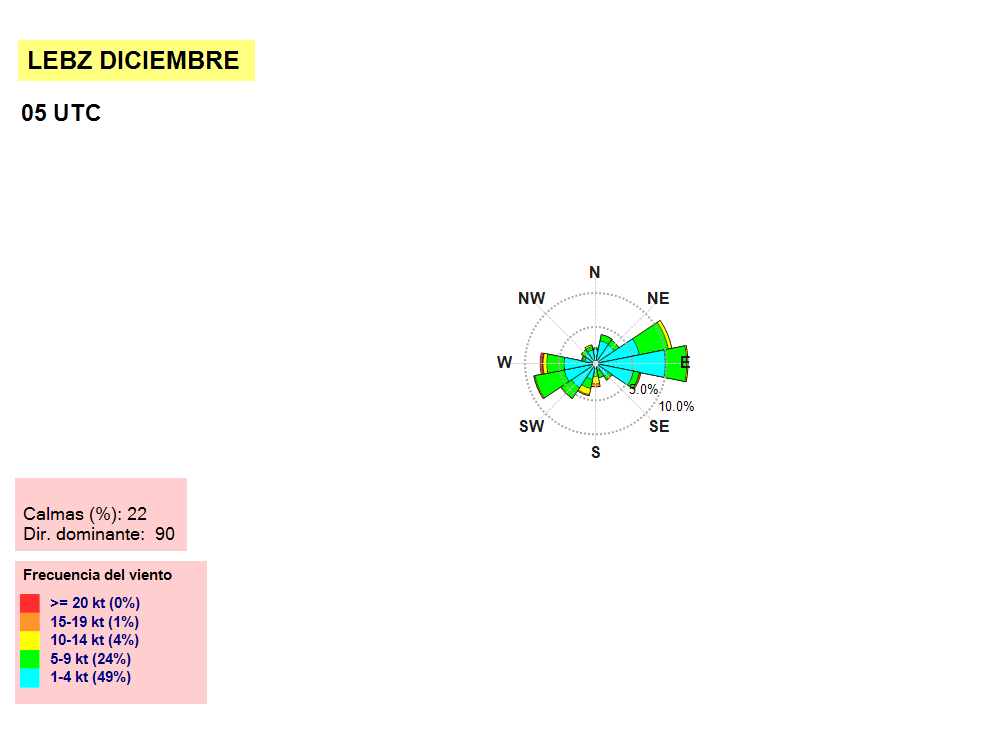 LEBZ DICIEMBRE
05 UTC
N
NW
NE
W
E
5.0%
10.0%
SW
SE
S
Calmas (%): 22
Dir. dominante: 90
Frecuencia del viento
>= 20 kt (0%)
15-19 kt (1%)
10-14 kt (4%)
5-9 kt (24%)
1-4 kt (49%)